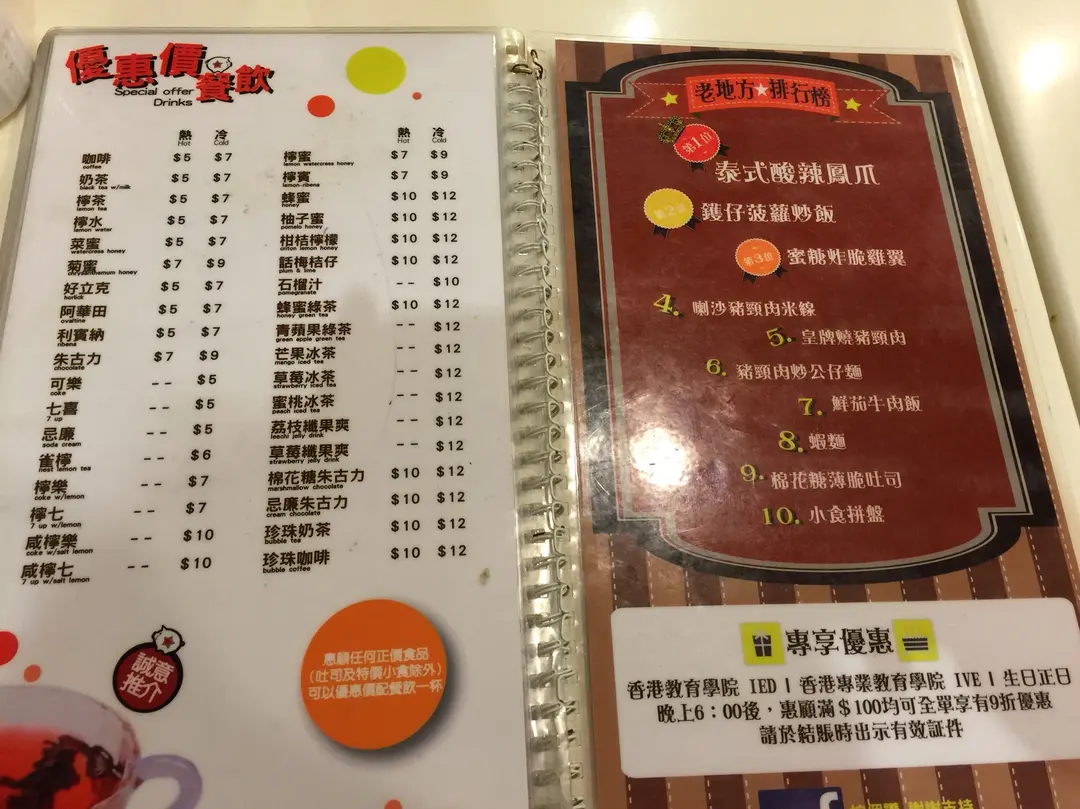 優惠價餐飲
Special offer
Drinks
熱 冷
Hot Cold
咖啡 $5 $7
coffee
奶茶 $5 $7
black tea w/milk
檸茶 $5 $7
lemon tea
檸水 $5 $7
lemon water
菜蜜 $5 $7
watercress honey
菊蜜 $7 $9
chrysanthemum honey
好立克 $5 $7
horlick
阿華田 $5 $7
ovaltine
利賓納 $5 $7
ribena
朱古力 $7 $9
chocolate
可樂 -- $5
coke
七喜 -- $5
7 up
忌廉 -- $5
soda cream
雀檸 -- $6
nest lemon tea
檸樂 -- $7
coke w/lemon
檸七 -- $7
7 up w/lemon
咸檸樂 -- $10
coke w/salt lemon
咸檸七 -- $10
7 up w/salt lemon
熱 冷
Hot Cold
檸蜜 $7 $9
lemon watercress honey
檸賓 $7 $9
lemon-ribena
蜂蜜 $10 $12
honey
柚子蜜 $10 $12
pomelo honey
柑桔檸檬 $10 $12
citron lemon honey
話梅桔仔 $10 $12
plum & lime
石榴汁 -- $10
pomegranate
蜂蜜綠茶 $10 $12
honey green tea
青蘋果綠茶 -- $12
green apple green tea
芒果冰茶 -- $12
mango iced tea
草莓冰茶 -- $12
strawberry iced tea
蜜桃冰茶 -- $12
peach iced tea
荔枝纖果爽 -- $12
leechi jelly drink
草莓纖果爽 -- $12
strawberry jelly drink
棉花糖朱古力 $10 $12
marshmallow chocolate
忌廉朱古力 $10 $12
cream chocolate
珍珠奶茶 $10 $12
bubble tea
珍珠咖啡 $10 $12
bubble coffee
誠意
推介
惠顧任何正價食品
(吐司及特價小食除外)
可以優惠價配餐飲一杯
老地方★排行榜
第1位
泰式酸辣鳳爪
第2位
鑊仔菠蘿炒飯
第3位
蜜糖炸脆雞翼
4. 喇沙豬頸肉米線
5. 皇牌燒豬頸肉
6. 豬頸肉炒公仔麵
7. 鮮茄牛肉飯
8. 蝦麵
9. 棉花糖薄脆吐司
10. 小食拼盤
專享優惠
香港教育學院 IED | 香港專業教育學院 IVE | 生日正日
晚上6：00後，惠顧滿$100均可全單享有9折優惠
請於結賬時出示有效証件